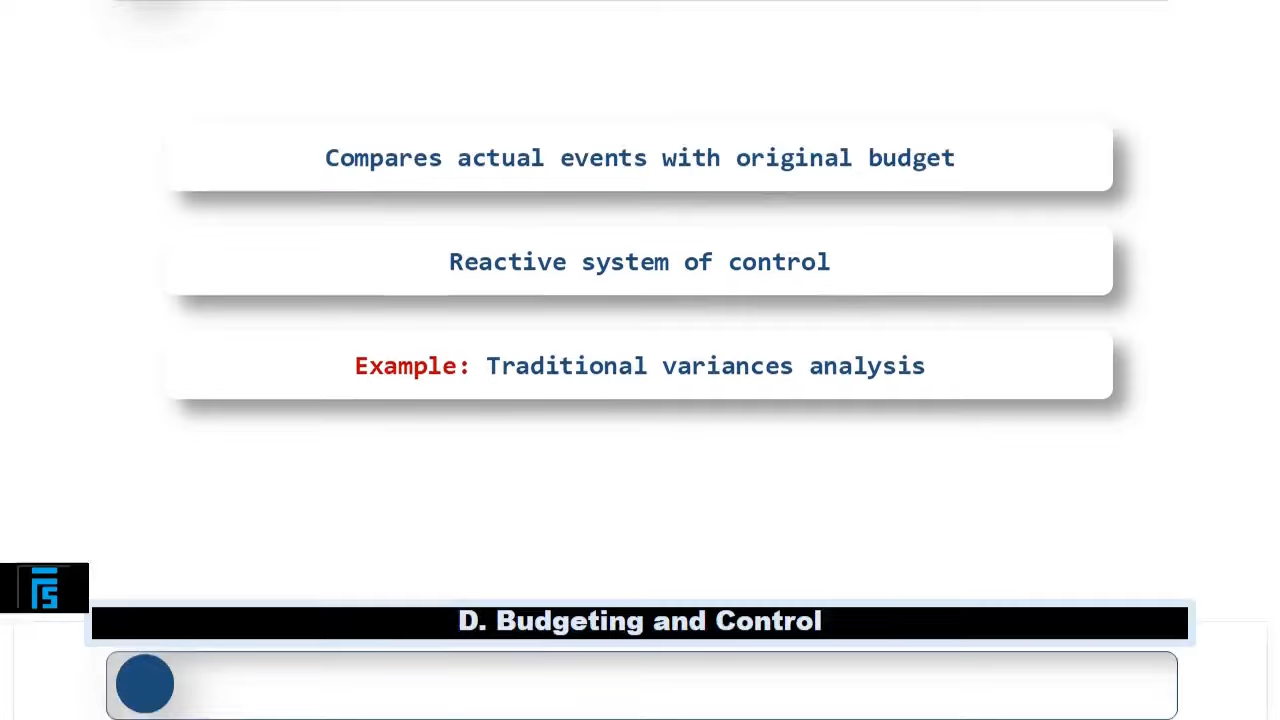 Compares actual events with original budget
Reactive system of control
Example: Traditional variances analysis
D. Budgeting and Control